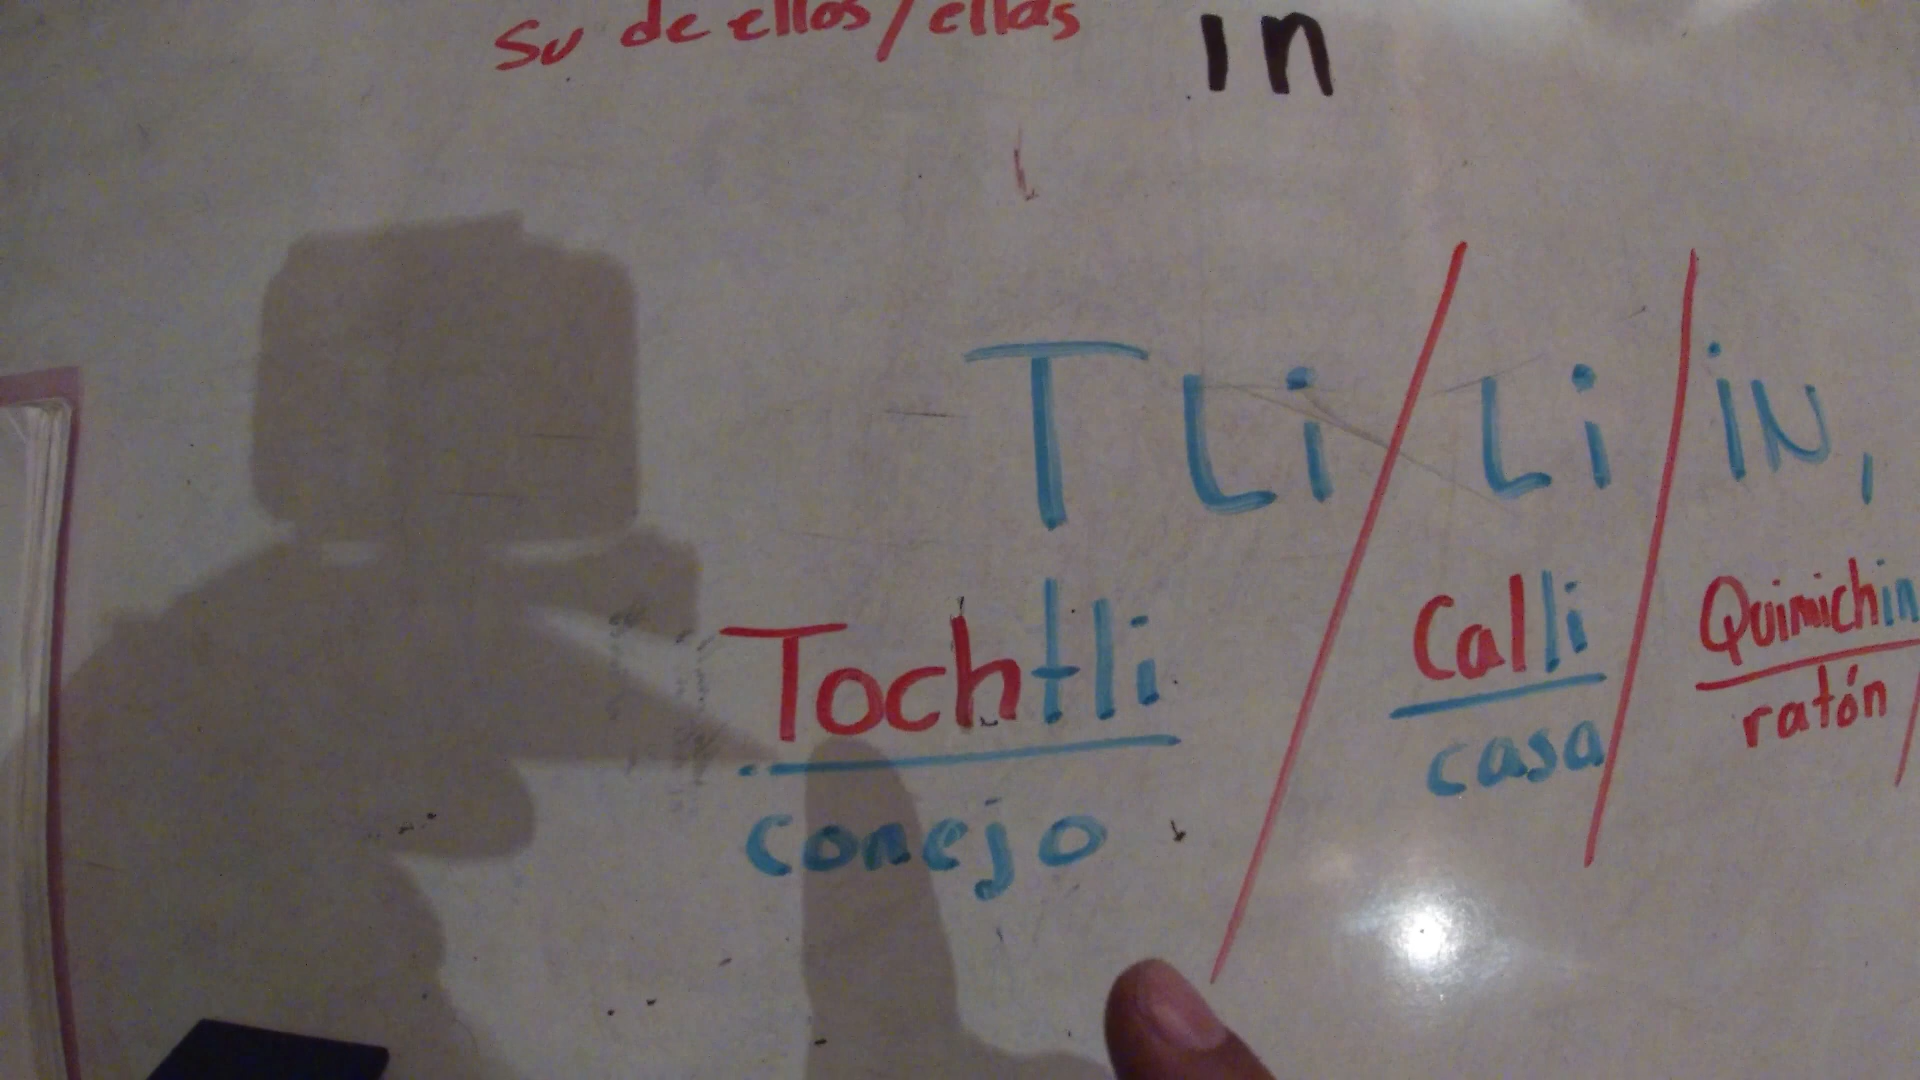 Su de ellos/ellas in
TLi / Li / iN,
Tochtli Calli Quimichin
conejo casa ratón